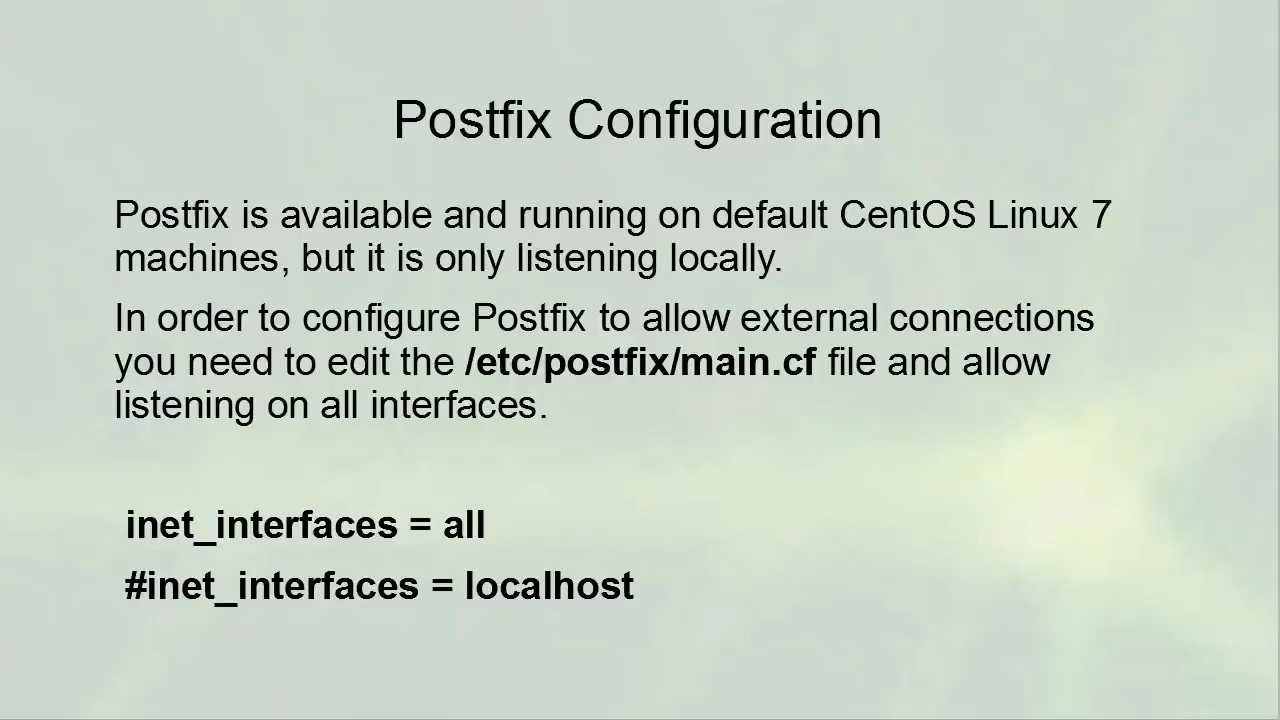 Postfix Configuration
Postfix is available and running on default CentOS Linux 7
machines, but it is only listening locally.
In order to configure Postfix to allow external connections
you need to edit the /etc/postfix/main.cf file and allow
listening on all interfaces.
inet_interfaces = all
#inet_interfaces = localhost